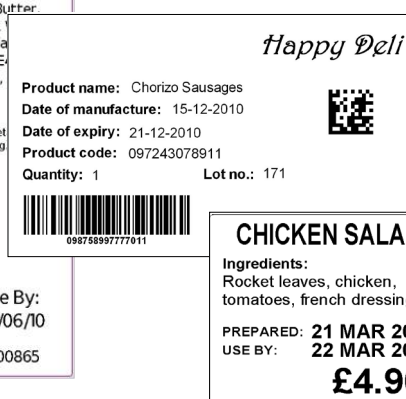 Butter,
Happy Deli
Product name: Chorizo Sausages
Date of manufacture: 15-12-2010
Date of expiry: 21-12-2010
Product code: 097243078911
Quantity: 1 Lot no.: 171
098758997777011
e By:
/06/10
00865
CHICKEN SALA
Ingredients:
Rocket leaves, chicken,
tomatoes, french dressin
PREPARED: 21 MAR 20
USE BY: 22 MAR 20
£4.9